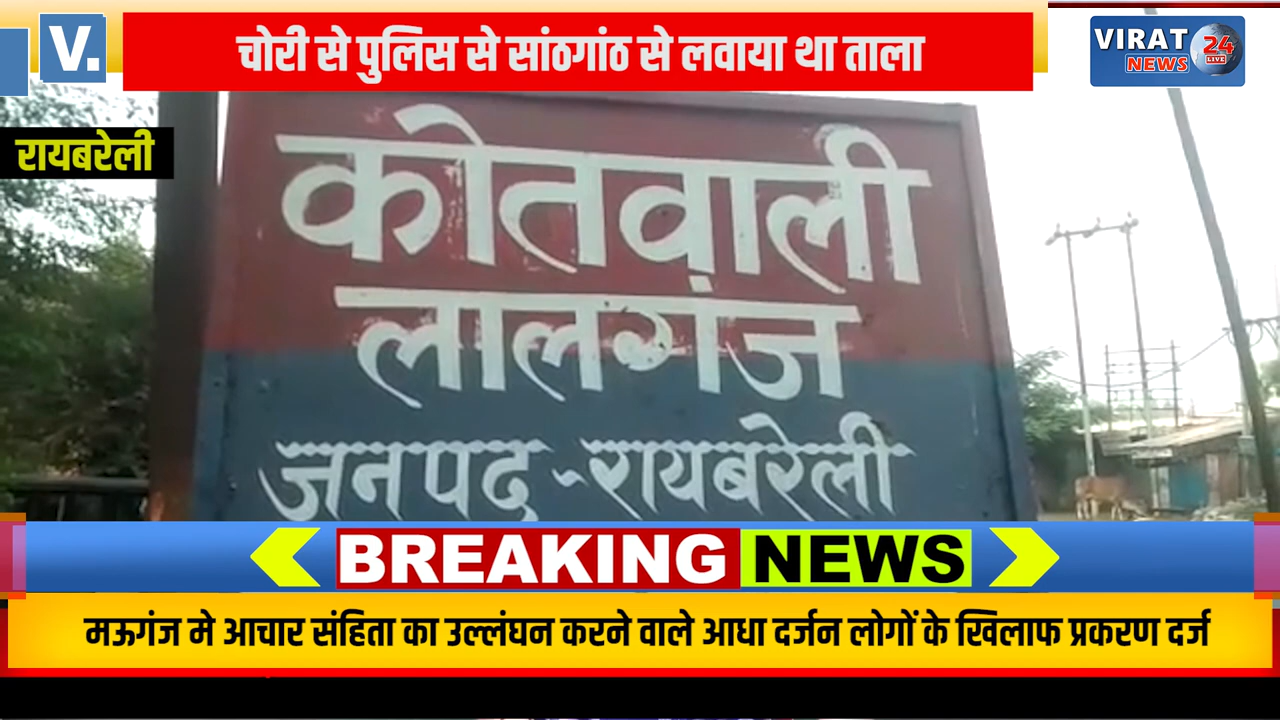 V.
चोरी से पुलिस से सांठगांठ से लवाया था ताला
VIRAT
NEWS
24
LIVE
रायबरेली
कोतवाली
लालगंज
जनपद-रायबरेली
BREAKING NEWS
मऊगंज मे आचार संहिता का उल्लंघन करने वाले आधा दर्जन लोगों के खिलाफ प्रकरण दर्ज